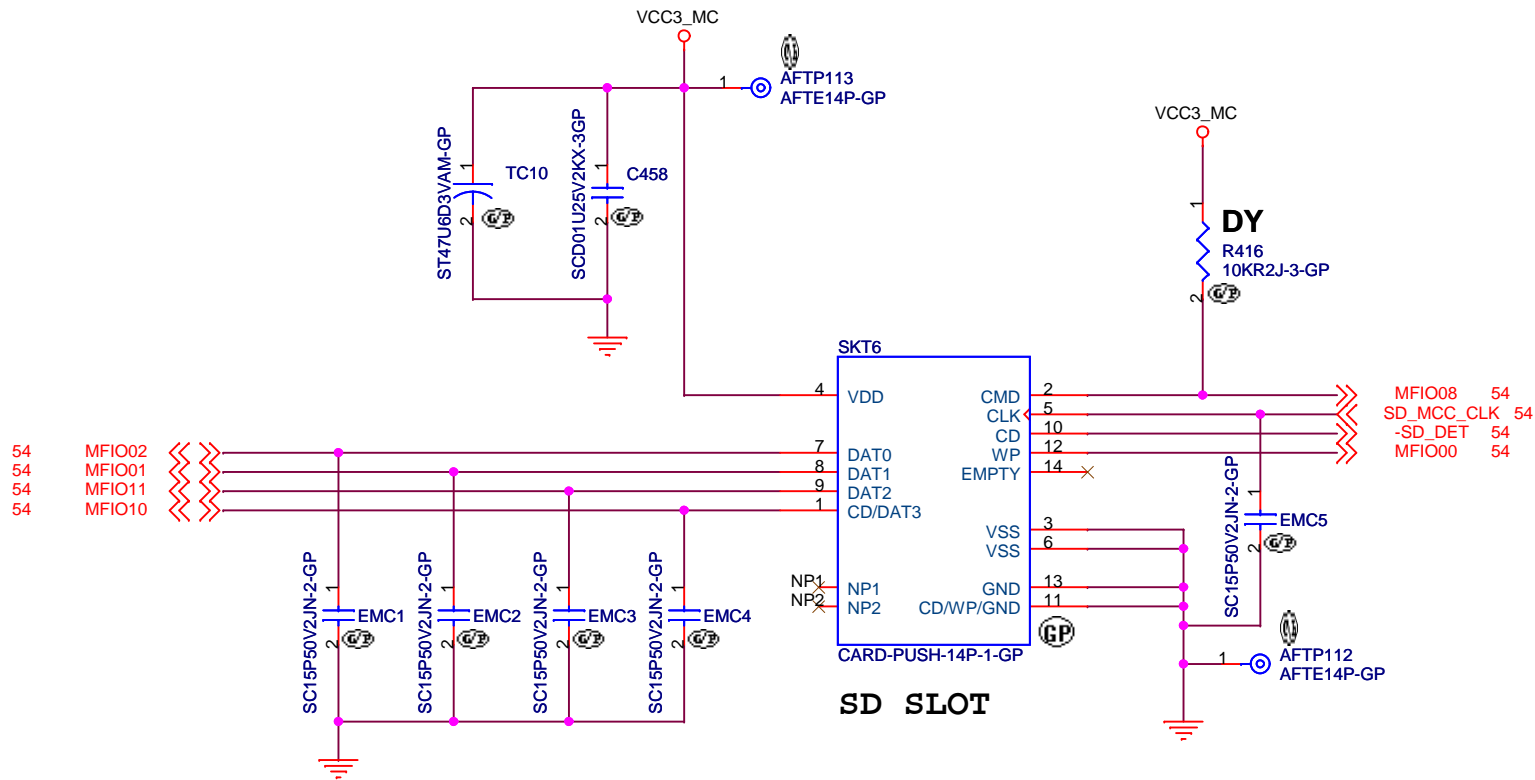 VCC3_MC
1
AFTP113
AFTE14P-GP
VCC3_MC
ST47U6D3VAM-GP
1
TC10
2
G/P
SCD01U25V2KX-3GP
1
C458
2
G/P
1
DY
R416
10KR2J-3-GP
2
G/P
SKT6
4 VDD
CMD 2
MFIO08 54
CLK 5
SD_MCC_CLK 54
CD 10
-SD_DET 54
WP 12
MFIO00 54
EMPTY 14
54 MFIO02
7 DAT0
54 MFIO01
8 DAT1
54 MFIO11
9 DAT2
54 MFIO10
1 CD/DAT3
VSS 3
VSS 6
NP1 NP1
GND 13
NP2 NP2
CD/WP/GND 11
GP
CARD-PUSH-14P-1-GP
SD SLOT
SC15P50V2JN-2-GP
1
EMC1
2
G/P
SC15P50V2JN-2-GP
1
EMC2
2
G/P
SC15P50V2JN-2-GP
1
EMC3
2
G/P
SC15P50V2JN-2-GP
1
EMC4
2
G/P
SC15P50V2JN-2-GP
1
EMC5
2
G/P
1
AFTP112
AFTE14P-GP